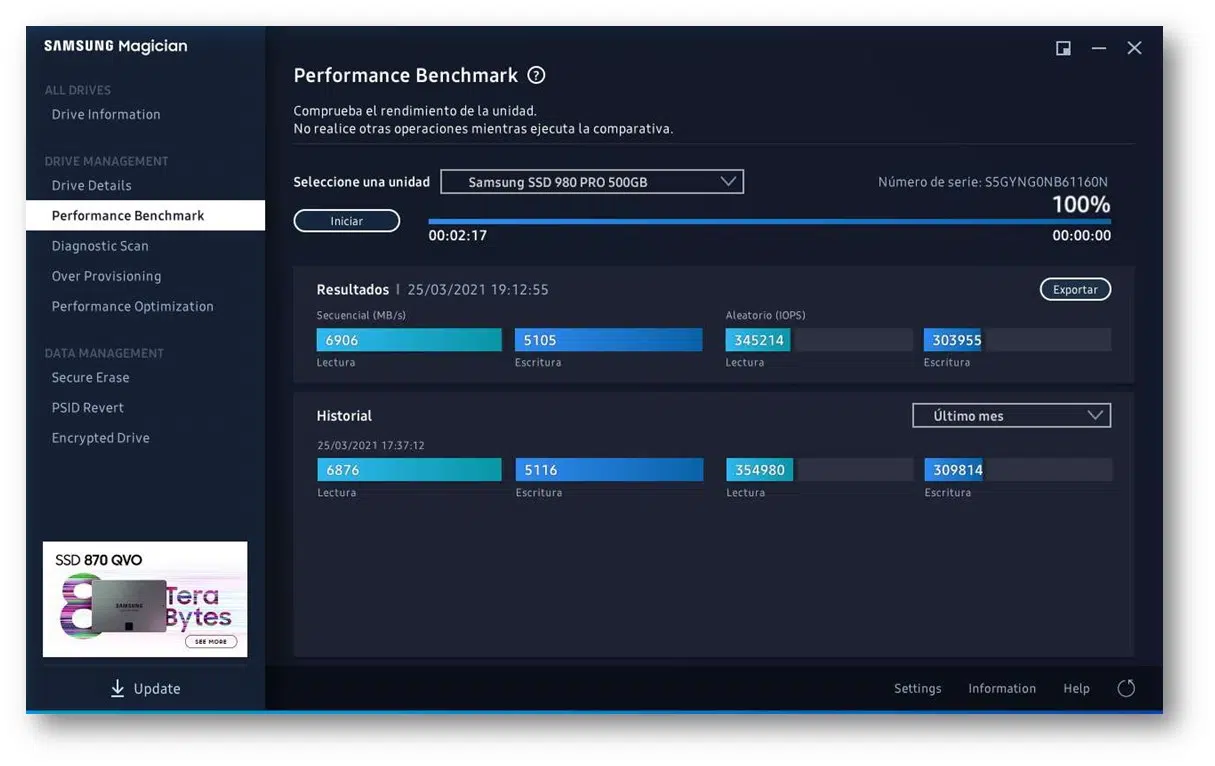 SAMSUNG Magician
ALL DRIVES
Drive Information
DRIVE MANAGEMENT
Drive Details
Performance Benchmark
Diagnostic Scan
Over Provisioning
Performance Optimization
DATA MANAGEMENT
Secure Erase
PSID Revert
Encrypted Drive
SSD 870 QVO
8
SAMSUNG
Tera
Bytes
SEE MORE
Update
Performance Benchmark ?
Comprueba el rendimiento de la unidad.
No realice otras operaciones mientras ejecuta la comparativa.
Seleccione una unidad Samsung SSD 980 PRO 500GB Número de serie: S5GYNG0NB61160N
100%
Iniciar
00:02:17 00:00:00
Resultados | 25/03/2021 19:12:55 Exportar
Secuencial (MB/s) Aleatorio (IOPS)
6906 5105 345214 303955
Lectura Escritura Lectura Escritura
Historial Último mes
25/03/2021 17:37:12
6876 5116 354980 309814
Lectura Escritura Lectura Escritura
Settings Information Help